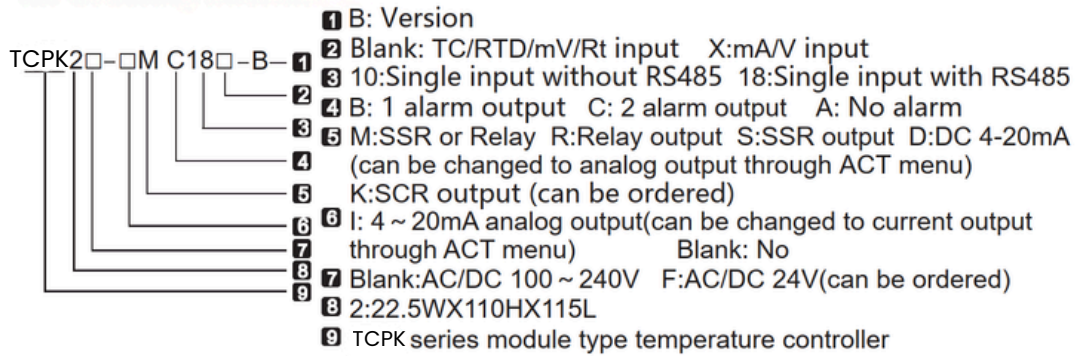 TCPK2□-□M C18□-B- 1
2
3
4
5
6
7
8
9
1 B: Version
2 Blank: TC/RTD/mV/Rt input X:mA/V input
3 10:Single input without RS485 18:Single input with RS485
4 B: 1 alarm output C: 2 alarm output A: No alarm
5 M:SSR or Relay R:Relay output S:SSR output D:DC 4-20mA
(can be changed to analog output through ACT menu)
K:SCR output (can be ordered)
6 I: 4～20mA analog output(can be changed to current output
through ACT menu) Blank: No
7 Blank:AC/DC 100～240V F:AC/DC 24V(can be ordered)
8 2:22.5WX110HX115L
9 TCPK series module type temperature controller